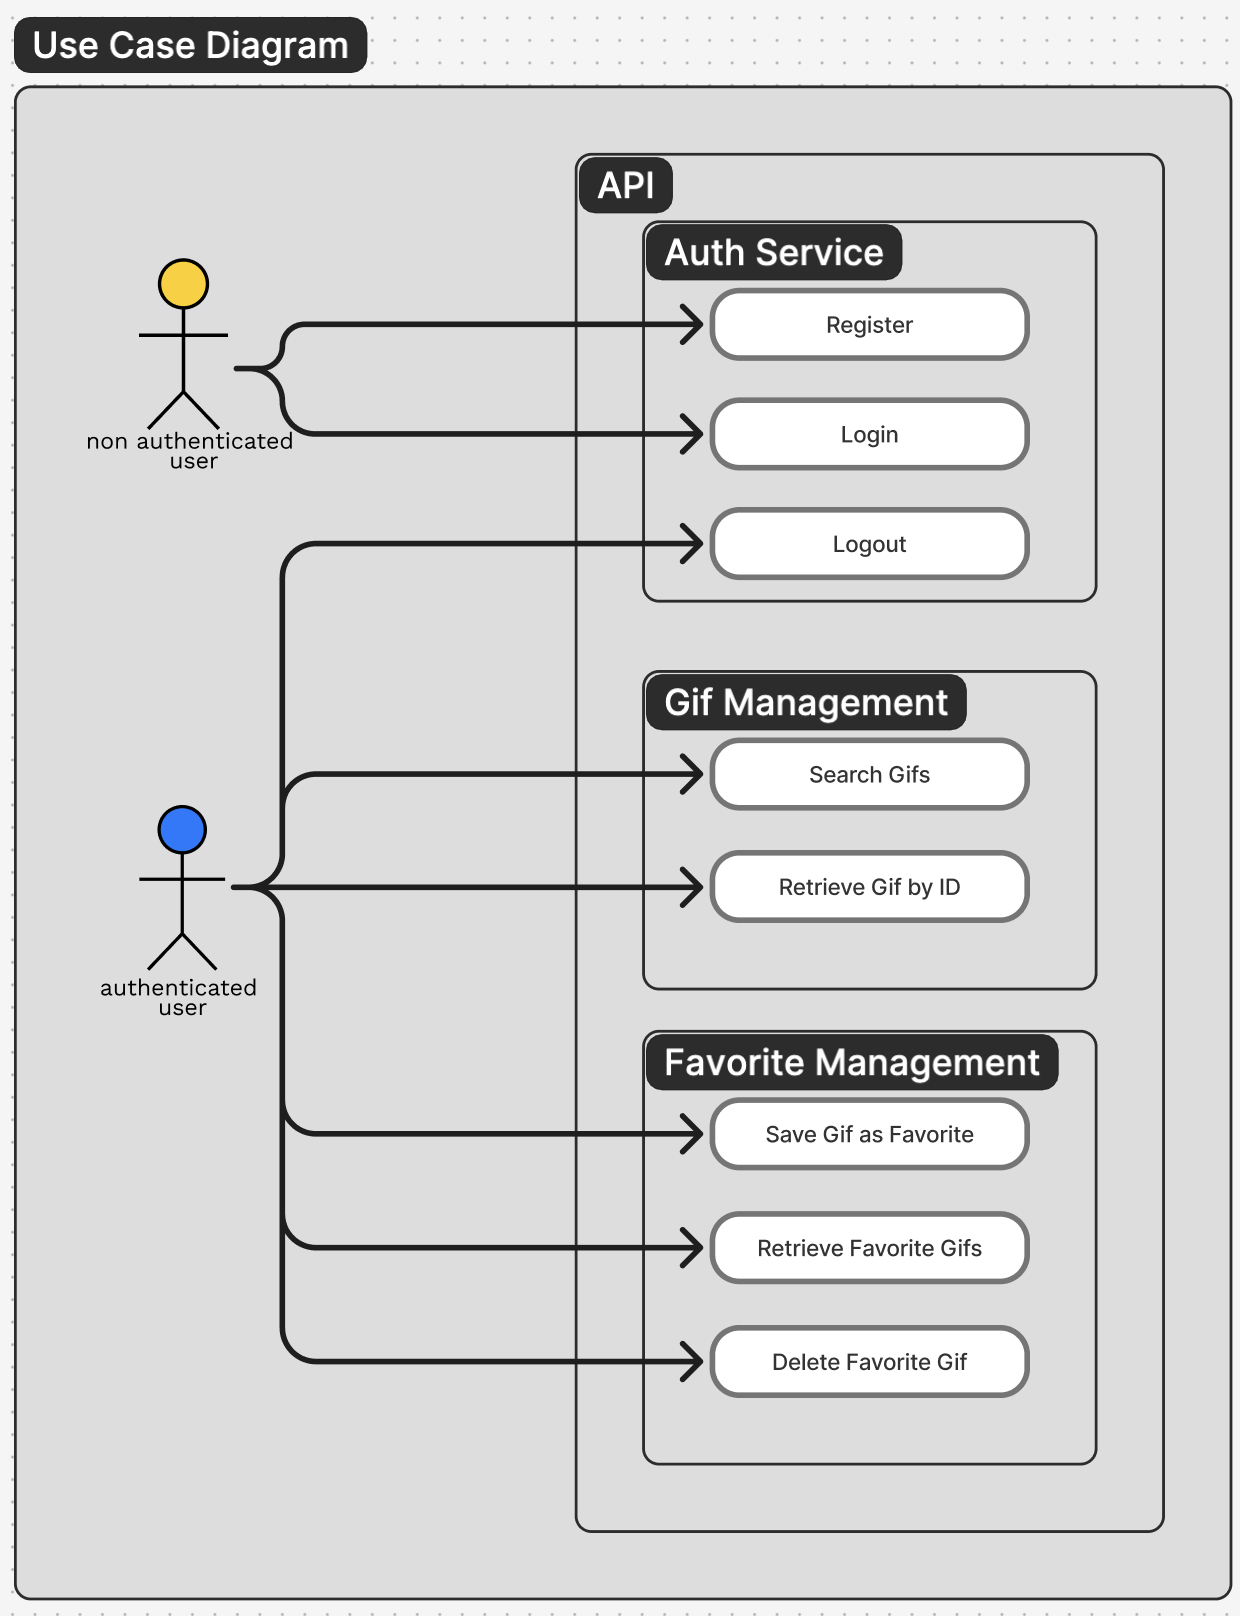 Use Case Diagram
API
Auth Service
Register
non authenticated
user
Login
Logout
Gif Management
Search Gifs
Retrieve Gif by ID
authenticated
user
Favorite Management
Save Gif as Favorite
Retrieve Favorite Gifs
Delete Favorite Gif